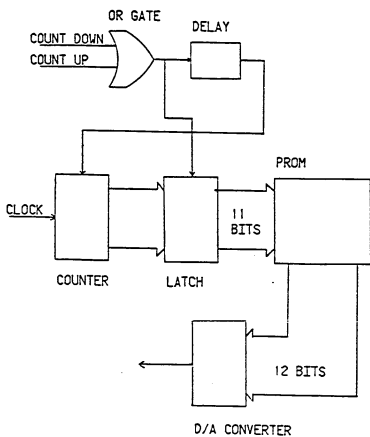 OR GATE
COUNT DOWN
COUNT UP
DELAY
PROM
CLOCK
11
BITS
COUNTER
LATCH
12 BITS
D/A CONVERTER